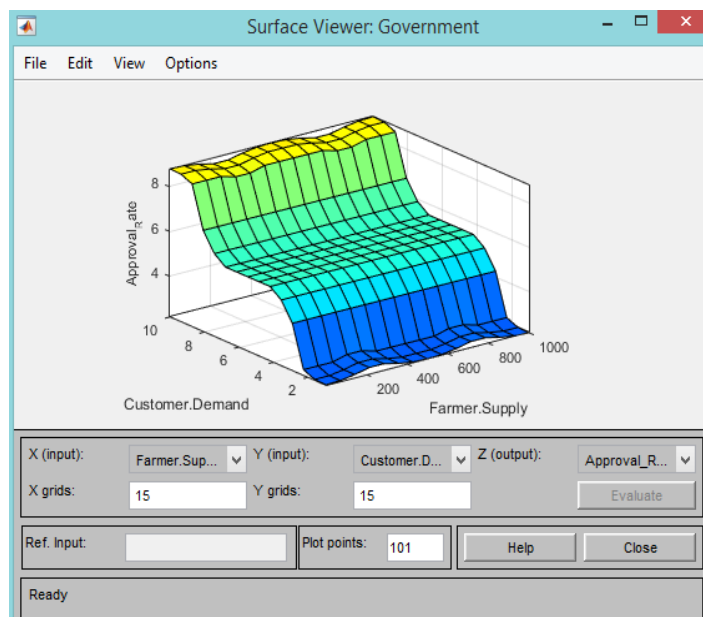 Surface Viewer: Government
File Edit View Options
8
6
4
Approval_Rate
10
8
6
4
2
Customer.Demand
200
400
600
800
1000
Farmer.Supply
X (input): Farmer.Sup... Y (input): Customer.D... Z (output): Approval_R...
X grids: 15 Y grids: 15 Evaluate
Ref. Input: Plot points: 101 Help Close
Ready